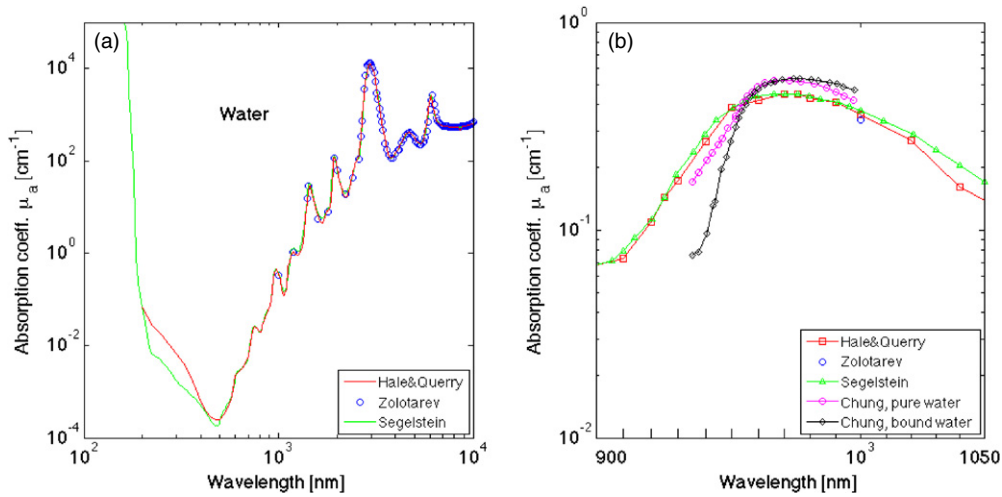 (a)
Water
Absorption coeff. μa [cm-1]
10^4
10^2
10^0
10^-2
10^-4
10^2
10^3
10^4
Wavelength [nm]
Hale&Querry
Zolotarev
Segelstein
(b)
Absorption coeff. μa [cm-1]
10^0
10^-1
10^-2
900
10^3
1050
Wavelength [nm]
Hale&Querry
Zolotarev
Segelstein
Chung, pure water
Chung, bound water